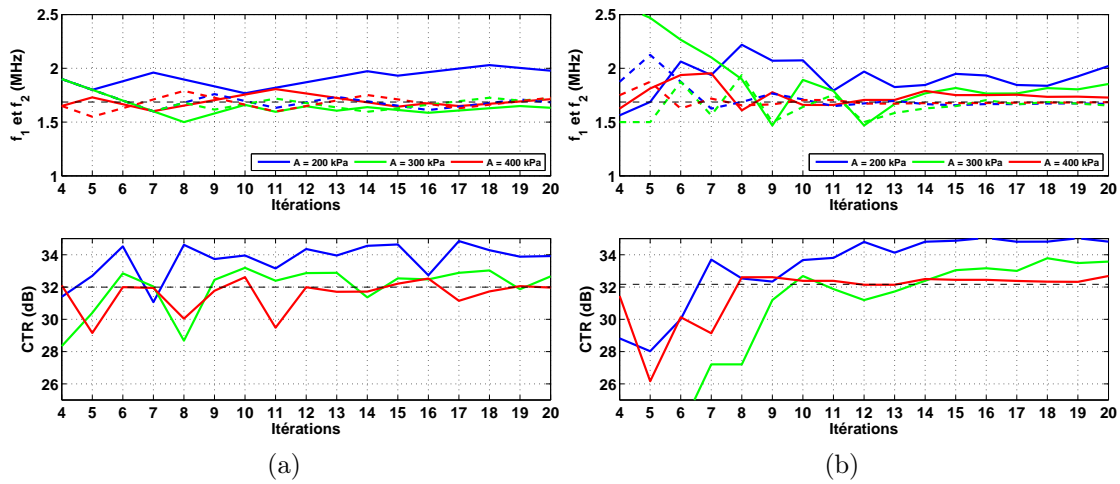 f1 et f2 (MHz)
2.5
2
1.5
1
A = 200 kPa A = 300 kPa A = 400 kPa
4 5 6 7 8 9 10 11 12 13 14 15 16 17 18 19 20
Itérations
CTR (dB)
34
32
30
28
26
4 5 6 7 8 9 10 11 12 13 14 15 16 17 18 19 20
Itérations
(a)
f1 et f2 (MHz)
2.5
2
1.5
1
A = 200 kPa A = 300 kPa A = 400 kPa
4 5 6 7 8 9 10 11 12 13 14 15 16 17 18 19 20
Itérations
CTR (dB)
34
32
30
28
26
4 5 6 7 8 9 10 11 12 13 14 15 16 17 18 19 20
Itérations
(b)